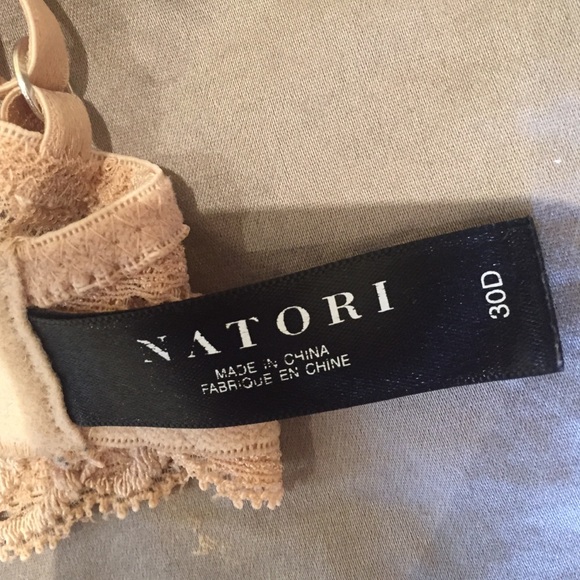 NATORI
MADE IN CHINA
FABRIQUE EN CHINE
30D